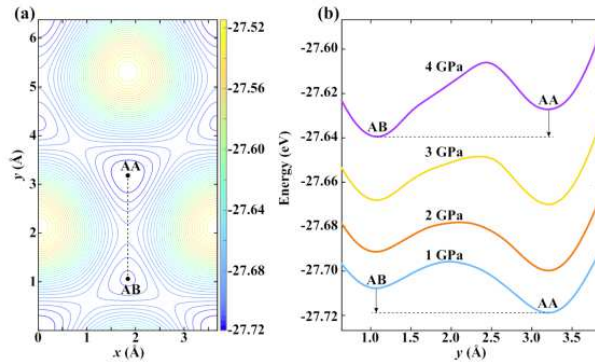 (a)
6
5
4
3
2
1
0
1
2
3
y (Å)
x (Å)
AA
AB
-27.52
-27.56
-27.60
-27.64
-27.68
-27.72
(b)
-27.60
-27.62
-27.64
-27.66
-27.68
-27.70
-27.72
Energy (eV)
4 GPa
AA
AB
3 GPa
2 GPa
1 GPa
AB
AA
1.0
1.5
2.0
2.5
3.0
3.5
y (Å)